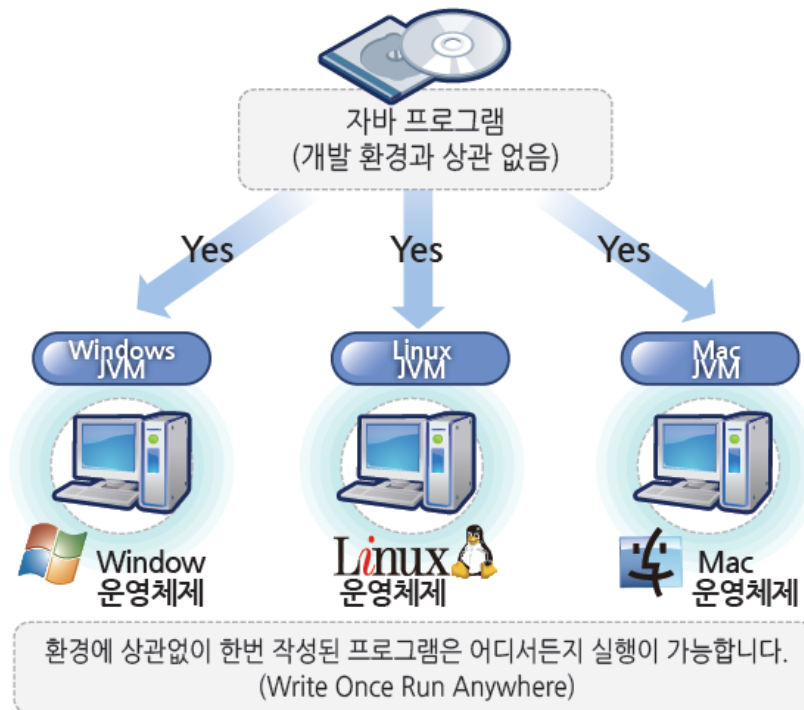 자바 프로그램
(개발 환경과 상관 없음)
Yes
Yes
Yes
Windows
JVM
Linux
JVM
Mac
JVM
Window
운영체제
Linux
운영체제
Mac
운영체제
환경에 상관없이 한번 작성된 프로그램은 어디서든지 실행이 가능합니다.
(Write Once Run Anywhere)